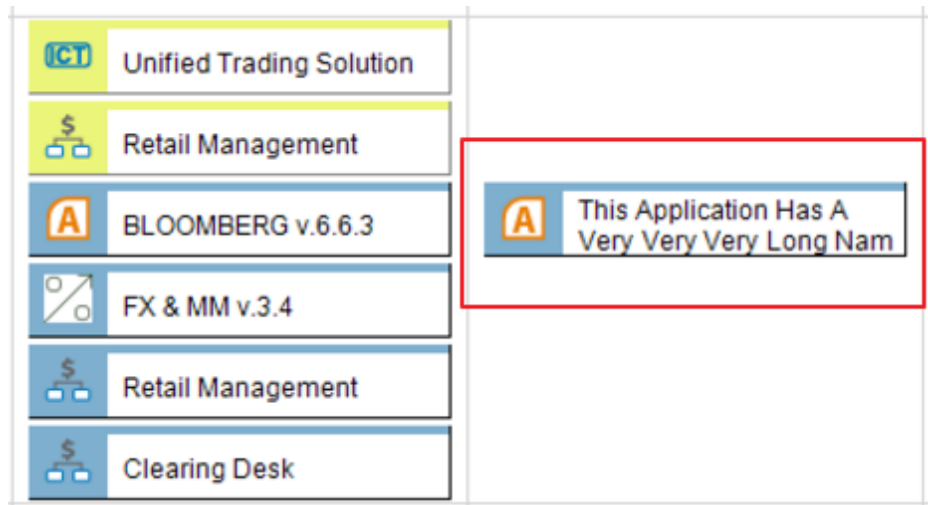 ICT Unified Trading Solution
$ Retail Management
A BLOOMBERG v.6.6.3
A This Application Has A
Very Very Very Long Nam
FX & MM v.3.4
$ Retail Management
$ Clearing Desk